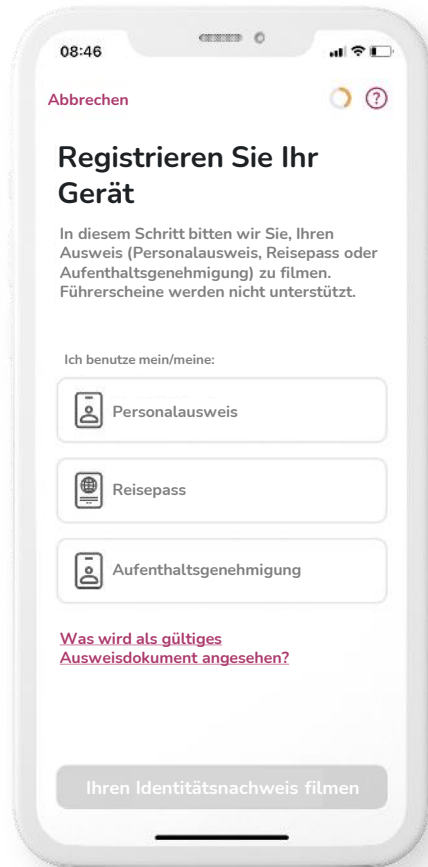 08:46
Abbrechen
?
Registrieren Sie Ihr
Gerät
In diesem Schritt bitten wir Sie, Ihren
Ausweis (Personalausweis, Reisepass oder
Aufenthaltsgenehmigung) zu filmen.
Führerscheine werden nicht unterstützt.
Ich benutze mein/meine:
Personalausweis
Reisepass
Aufenthaltsgenehmigung
Was wird als gültiges
Ausweisdokument angesehen?
Ihren Identitätsnachweis filmen